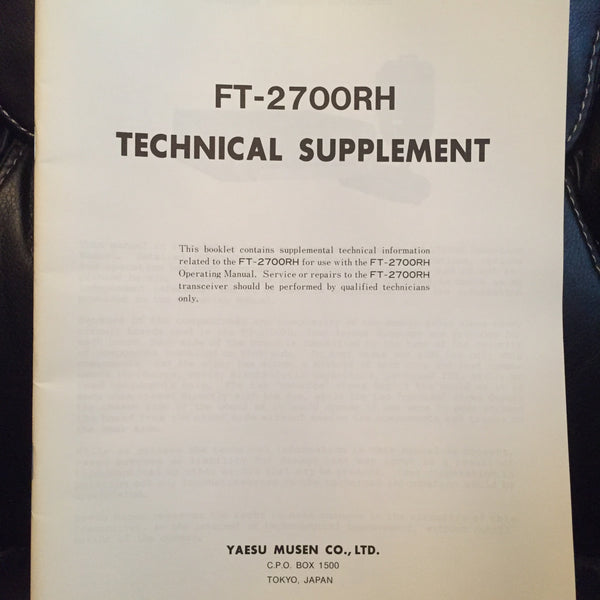 FT-2700RH
TECHNICAL SUPPLEMENT
This booklet contains supplemental technical information
related to the FT-2700RH for use with the FT-2700RH
Operating Manual. Service or repairs to the FT-2700RH
transceiver should be performed by qualified technicians
only.
YAESU MUSEN CO., LTD.
C.P.O. BOX 1500
TOKYO, JAPAN